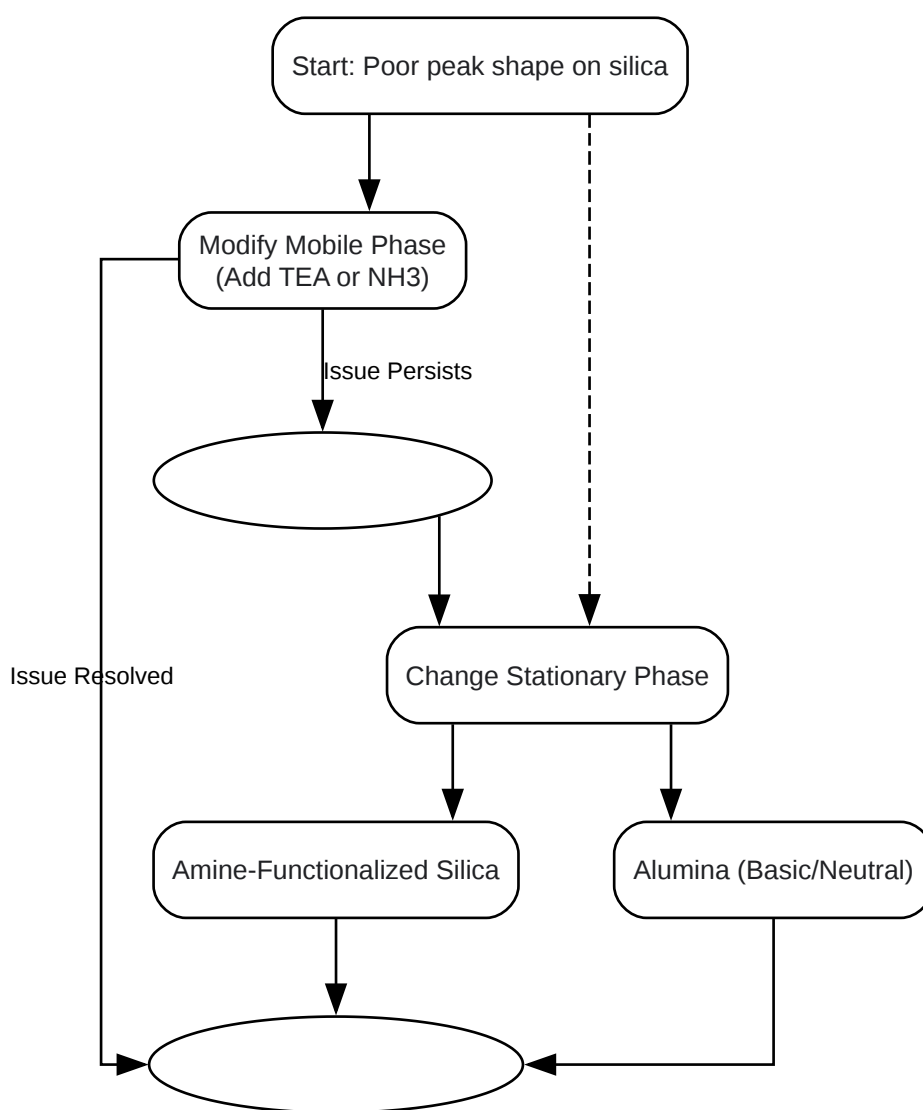 Start: Poor peak shape on silica
Modify Mobile Phase
(Add TEA or NH3)
Issue Persists
Issue Resolved
Change Stationary Phase
Amine-Functionalized Silica
Alumina (Basic/Neutral)